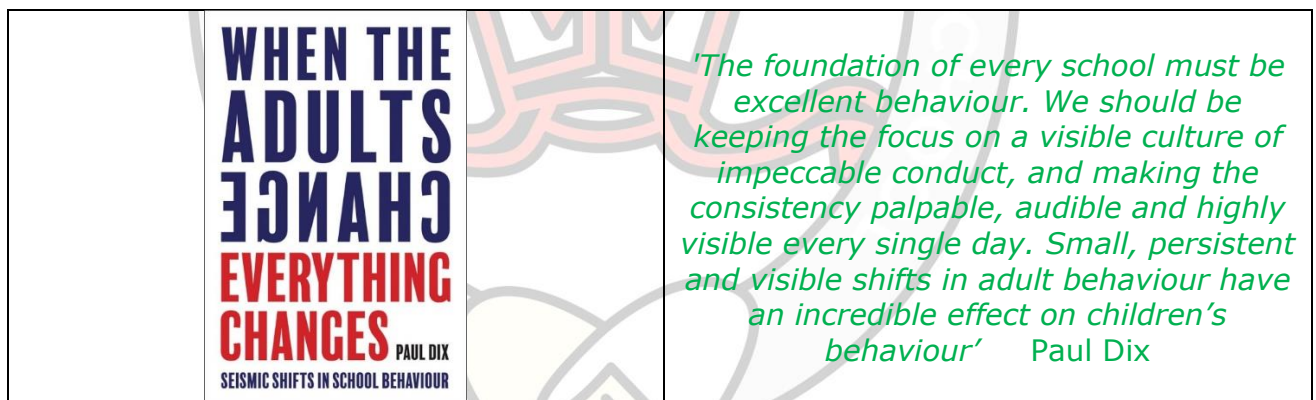 WHEN THE
ADULTS
CHANGE
EVERYTHING
CHANGES PAUL DIX
SEISMIC SHIFTS IN SCHOOL BEHAVIOUR
'The foundation of every school must be
excellent behaviour. We should be
keeping the focus on a visible culture of
impeccable conduct, and making the
consistency palpable, audible and highly
visible every single day. Small, persistent
and visible shifts in adult behaviour have
an incredible effect on children’s
behaviour’ Paul Dix